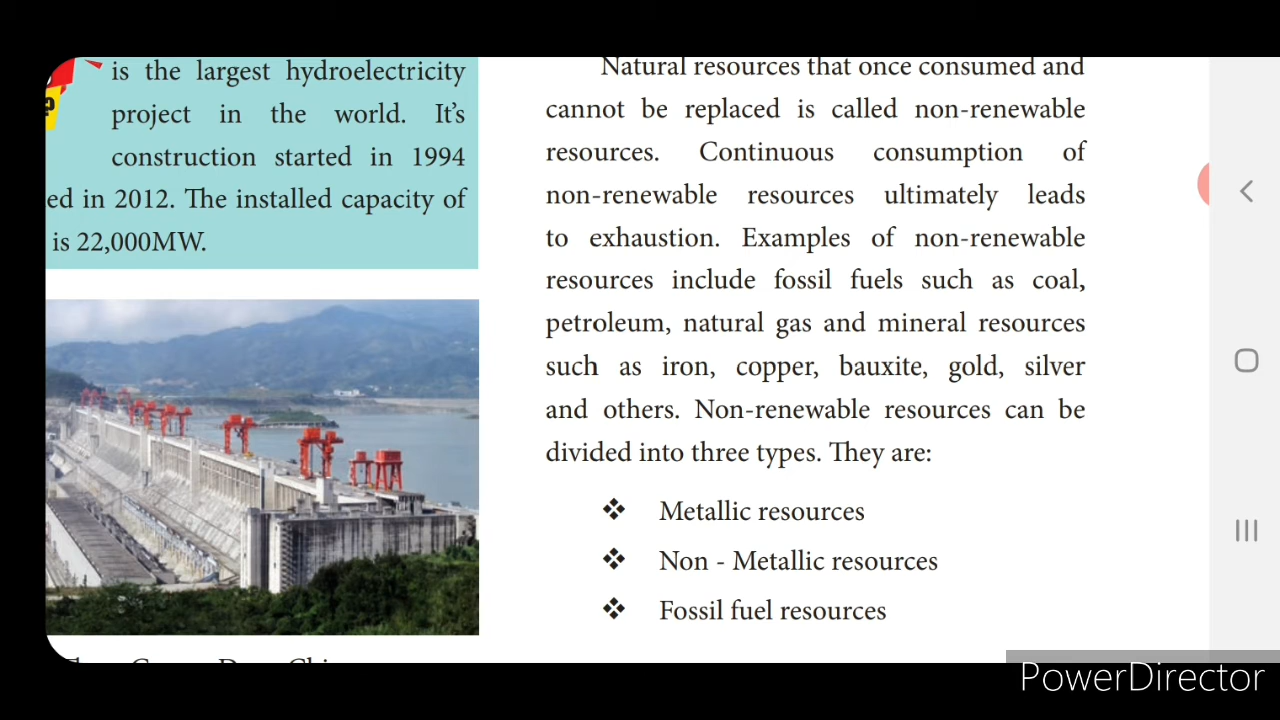 is the largest hydroelectricity
project in the world. It's
construction started in 1994
ed in 2012. The installed capacity of
is 22,000MW.
Natural resources that once consumed and
cannot be replaced is called non-renewable
resources. Continuous consumption of
non-renewable resources ultimately leads
to exhaustion. Examples of non-renewable
resources include fossil fuels such as coal,
petroleum, natural gas and mineral resources
such as iron, copper, bauxite, gold, silver
and others. Non-renewable resources can be
divided into three types. They are:
❖ Metallic resources
❖ Non - Metallic resources
❖ Fossil fuel resources
PowerDirector